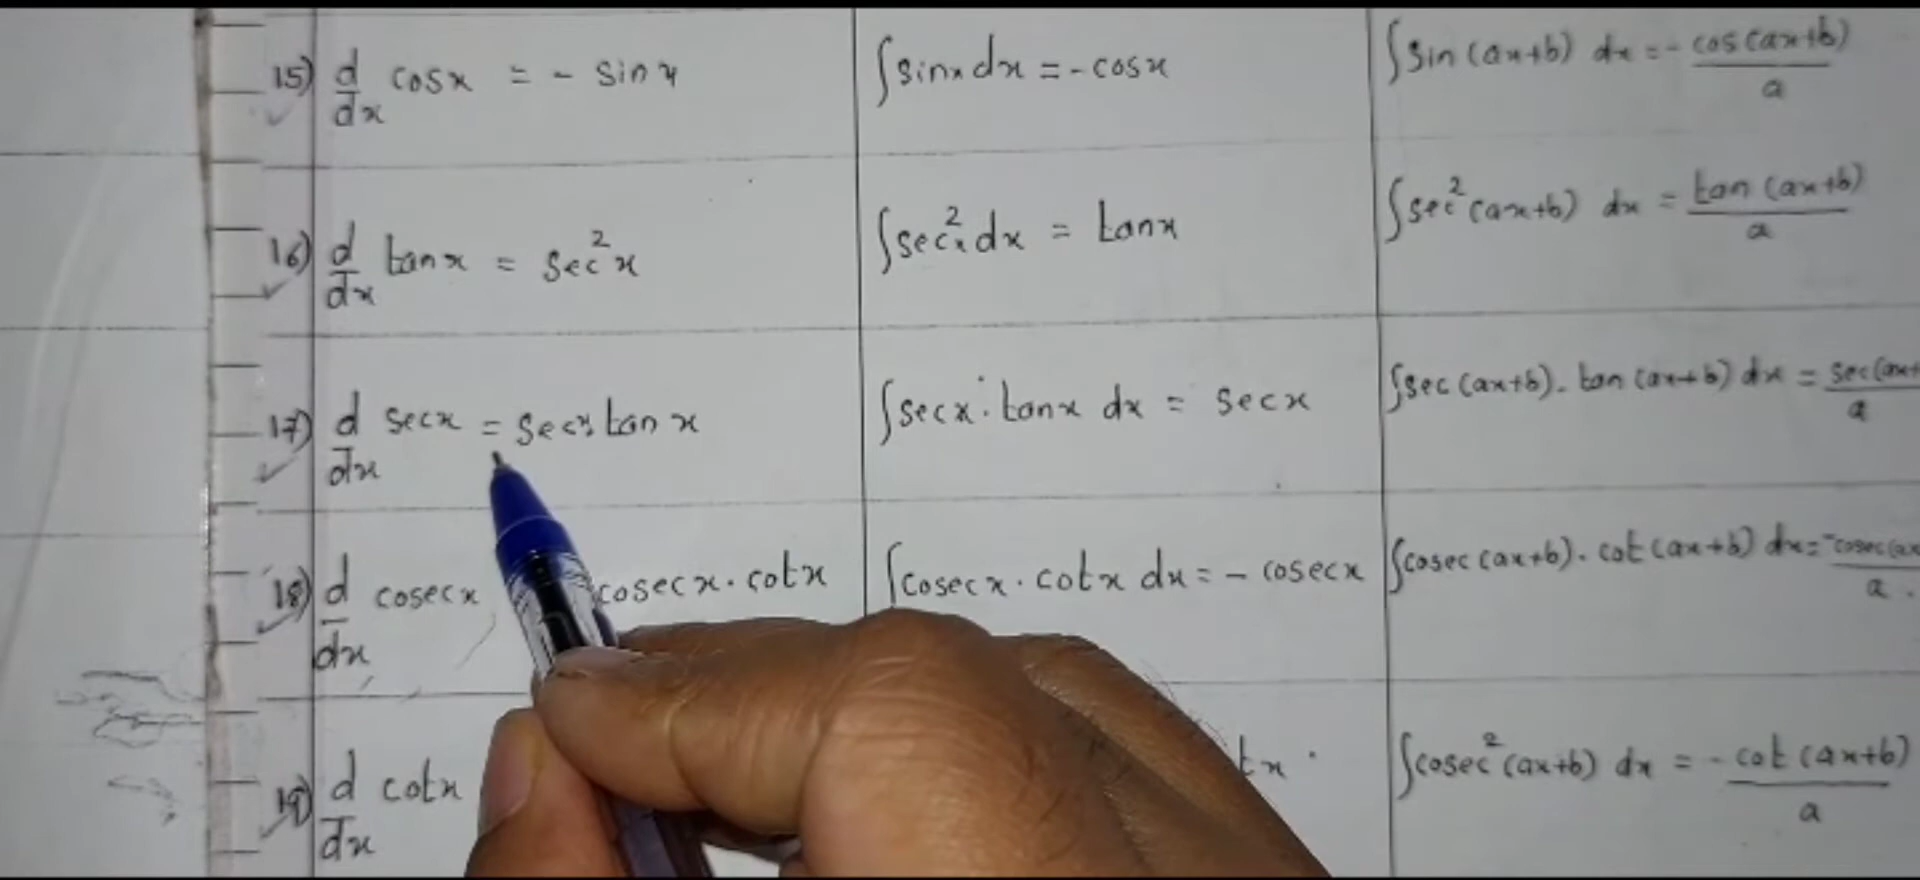 15) d/dx cosx = - sinx
∫sinx dx = -cosx
∫sin(ax+b) dx = - cos(ax+b)/a
16) d/dx tanx = sec²x
∫sec²x dx = tanx
∫sec²(ax+b) dx = tan(ax+b)/a
17) d/dx secx = secx tanx
∫secx · tanx dx = secx
∫sec(ax+b) · tan(ax+b) dx = sec(ax+/a
18) d/dx cosecx cosecx · cotx
∫cosecx · cotx dx = - cosecx
∫cosec(ax+b) · cot(ax+b) dx = -cosec(ax/a .
19) d/dx cotx
tx .
∫cosec²(ax+b) dx = - cot(ax+b)/a